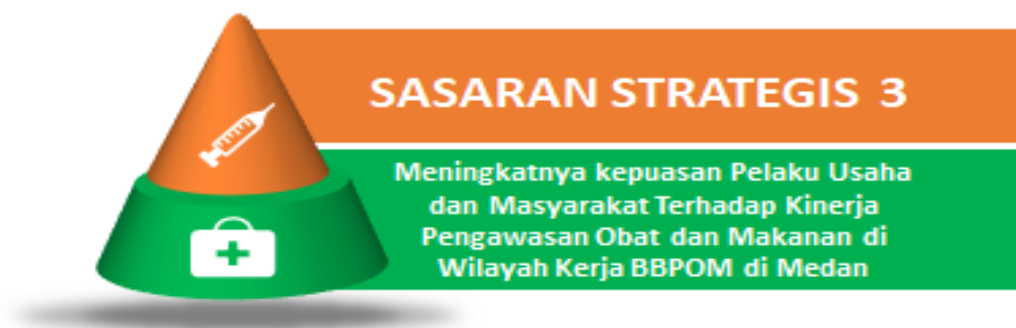 SASARAN STRATEGIS 3
Meningkatnya kepuasan Pelaku Usaha
dan Masyarakat Terhadap Kinerja
Pengawasan Obat dan Makanan di
Wilayah Kerja BBPOM di Medan